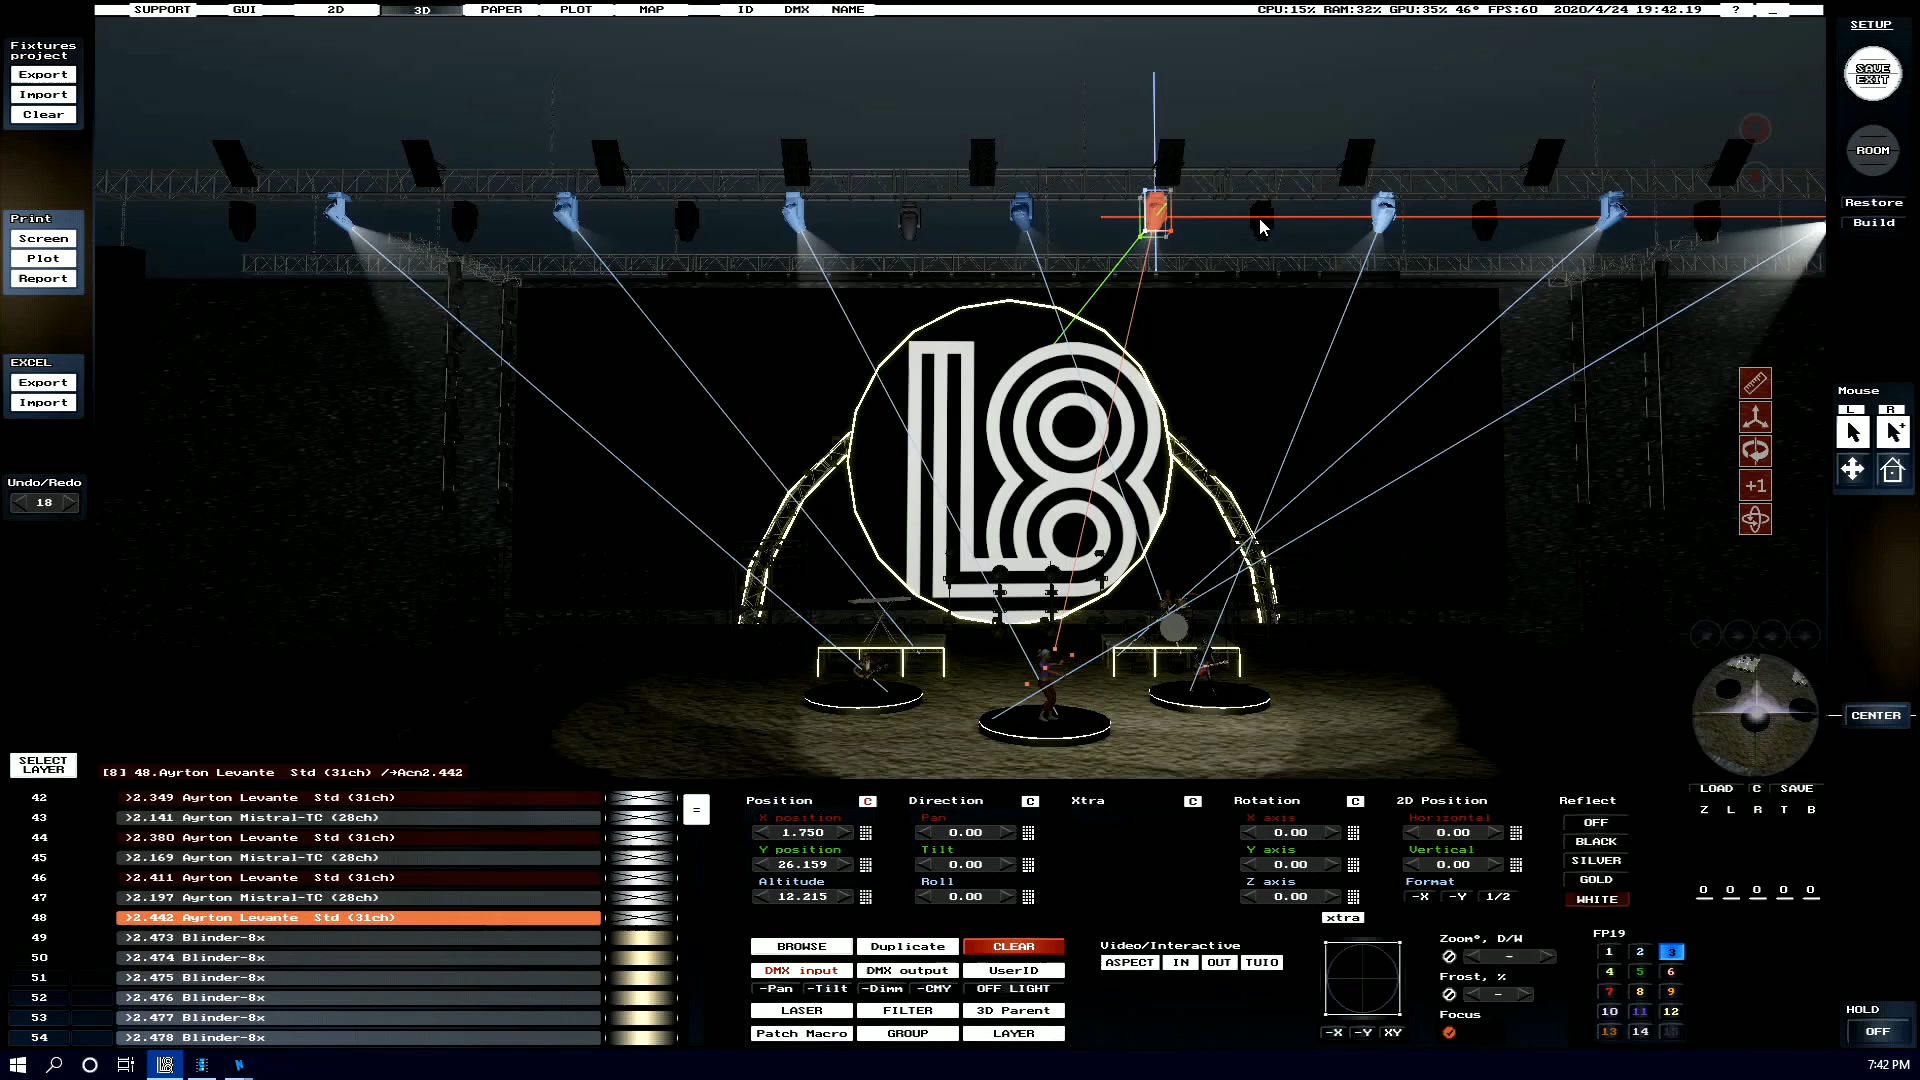 SUPPORT GUI 2D 3D PAPER PLOT MAP ID DMX NAME CPU:15% RAM:32% GPU:35% 46° FPS:60 2020/4/24 19:42.19 ? _
SETUP
Fixtures
project
Export
Import
Clear
SAVE
EXIT
ROOM
Restore
Build
Print
Screen
Plot
Report
EXCEL
Export
Import
Mouse
L R
Undo/Redo
18
+1
L8
CENTER
SELECT
LAYER
[8] 48.Ayrton Levante Std (31ch) /→Acn2.442
42 >2.349 Ayrton Levante Std (31ch)
43 >2.141 Ayrton Mistral-TC (28ch)
44 >2.380 Ayrton Levante Std (31ch)
45 >2.169 Ayrton Mistral-TC (28ch)
46 >2.411 Ayrton Levante Std (31ch)
47 >2.197 Ayrton Mistral-TC (28ch)
48 >2.442 Ayrton Levante Std (31ch)
49 >2.473 Blinder-8x
50 >2.474 Blinder-8x
51 >2.475 Blinder-8x
52 >2.476 Blinder-8x
53 >2.477 Blinder-8x
54 >2.478 Blinder-8x
=
Position C
X position
1.750
Y position
26.159
Altitude
12.215
Direction C
Pan
0.00
Tilt
0.00
Roll
0.00
Xtra C
Rotation C
X axis
0.00
Y axis
0.00
Z axis
0.00
xtra
2D Position
Horizontal
0.00
Vertical
0.00
Format
-X -Y 1/2
Reflect
OFF
BLACK
SILVER
GOLD
WHITE
LOAD C SAVE
Z L R T B
0 0 0 0 0
BROWSE Duplicate CLEAR
DMX input DMX output UserID
-Pan -Tilt -Dimm -CMY OFF LIGHT
LASER FILTER 3D Parent
Patch Macro GROUP LAYER
Video/Interactive
ASPECT IN OUT TUIO
-X -Y XY
Zoom°, D/W
-
Frost, %
-
Focus
FP19
1 2 3
4 5 6
7 8 9
10 11 12
13 14 15
HOLD
OFF
7:42 PM